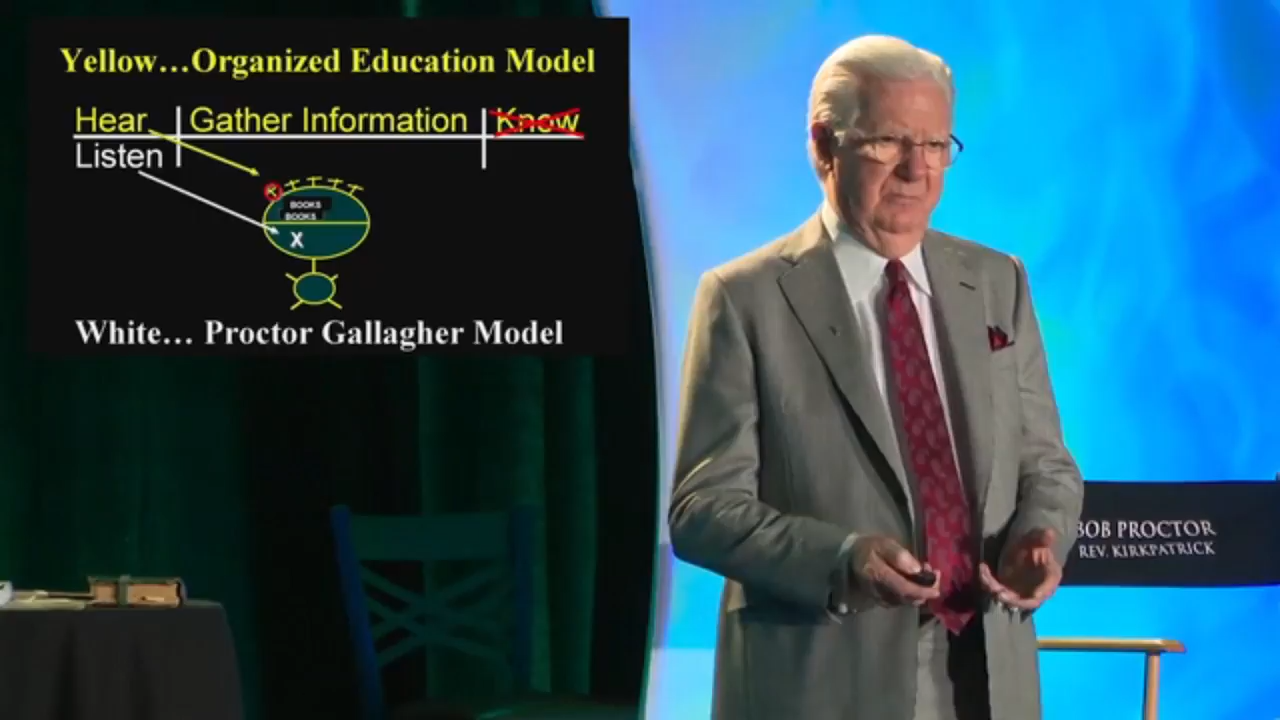 Yellow...Organized Education Model
Hear Gather Information Know
Listen
BOOKS
BOOKS
X
White... Proctor Gallagher Model
BOB PROCTOR
REV. KIRKPATRICK